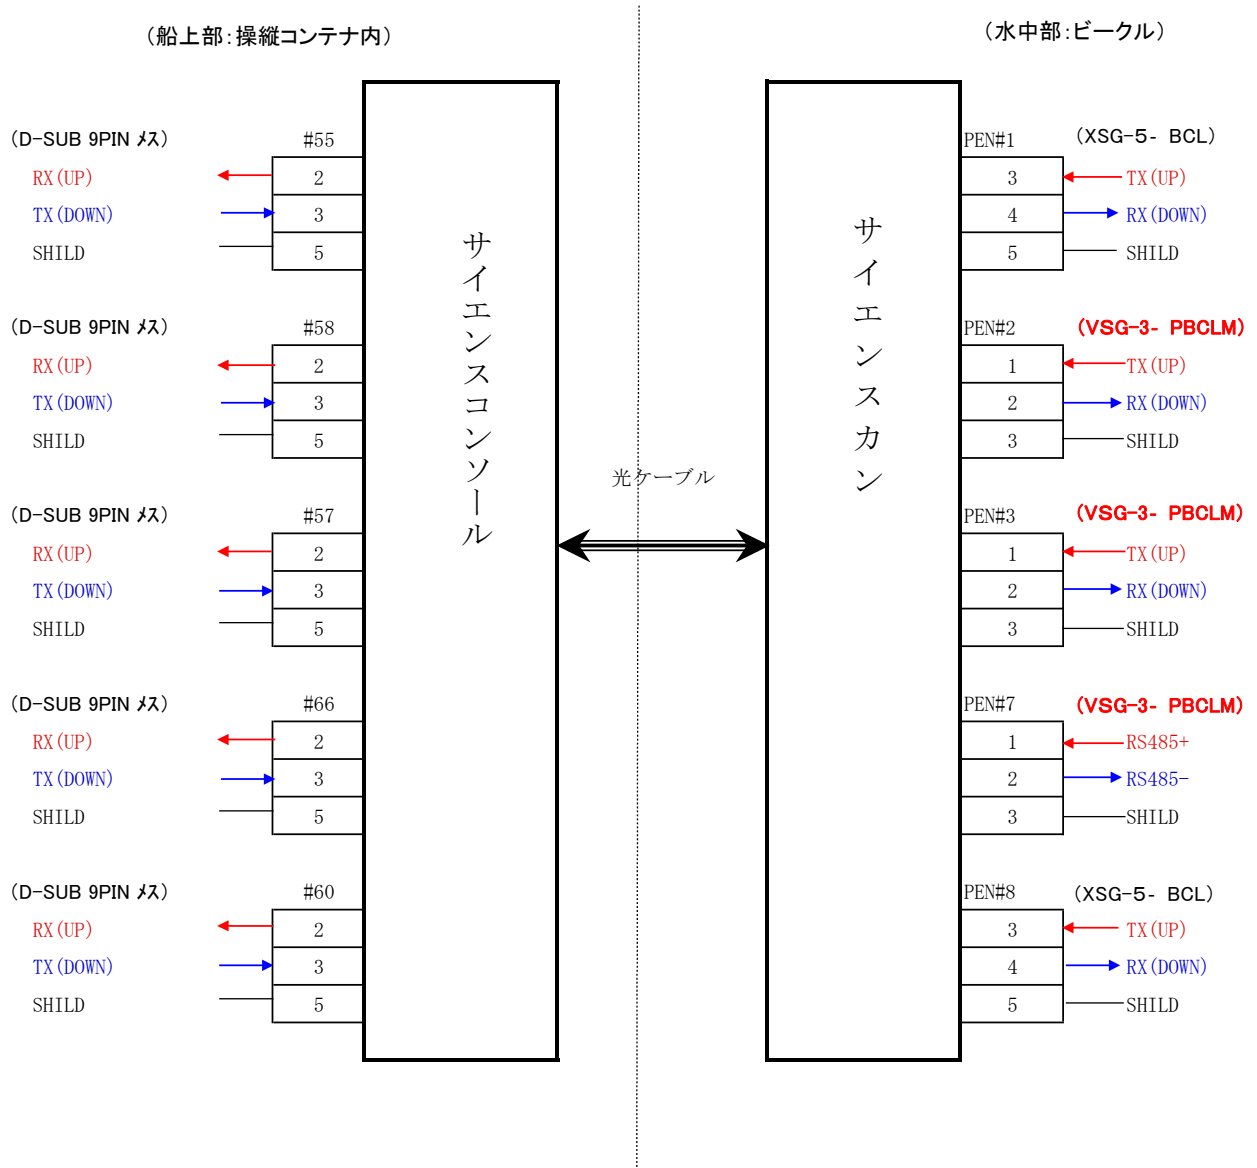 （船上部：操縦コンテナ内）
（水中部：ビークル）
(D-SUB 9PIN ﾒｽ)
#55
RX(UP)
2
TX(DOWN)
3
SHILD
5
(D-SUB 9PIN ﾒｽ)
#58
RX(UP)
2
TX(DOWN)
3
SHILD
5
(D-SUB 9PIN ﾒｽ)
#57
RX(UP)
2
TX(DOWN)
3
SHILD
5
(D-SUB 9PIN ﾒｽ)
#66
RX(UP)
2
TX(DOWN)
3
SHILD
5
(D-SUB 9PIN ﾒｽ)
#60
RX(UP)
2
TX(DOWN)
3
SHILD
5
サイエンスコンソール
光ケーブル
サイエンスカン
PEN#1
(XSG-5- BCL)
3
TX(UP)
4
RX(DOWN)
5
SHILD
PEN#2
(VSG-3- PBCLM)
1
TX(UP)
2
RX(DOWN)
3
SHILD
PEN#3
(VSG-3- PBCLM)
1
TX(UP)
2
RX(DOWN)
3
SHILD
PEN#7
(VSG-3- PBCLM)
1
RS485+
2
RS485-
3
SHILD
PEN#8
(XSG-5- BCL)
3
TX(UP)
4
RX(DOWN)
5
SHILD